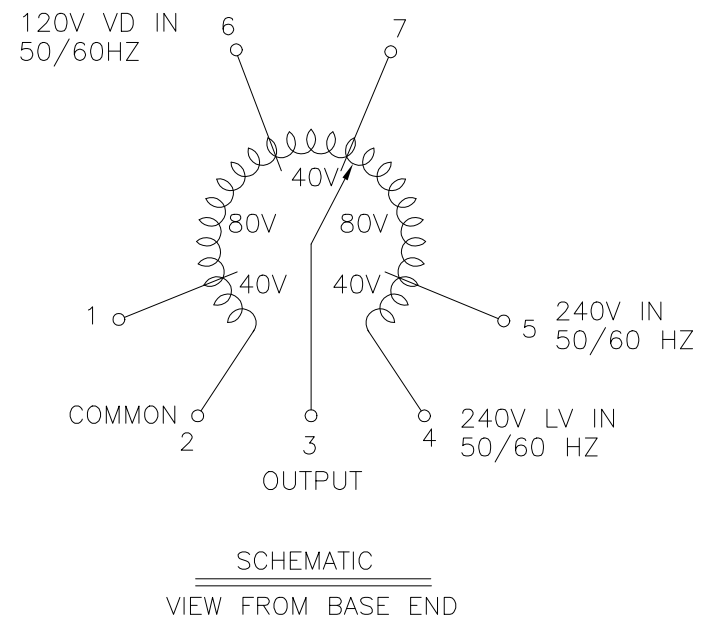 120V VD IN
50/60HZ
6
7
40V
80V
80V
40V
40V
1
5
240V IN
50/60 HZ
COMMON
2
3
OUTPUT
4
240V LV IN
50/60 HZ
SCHEMATIC
VIEW FROM BASE END